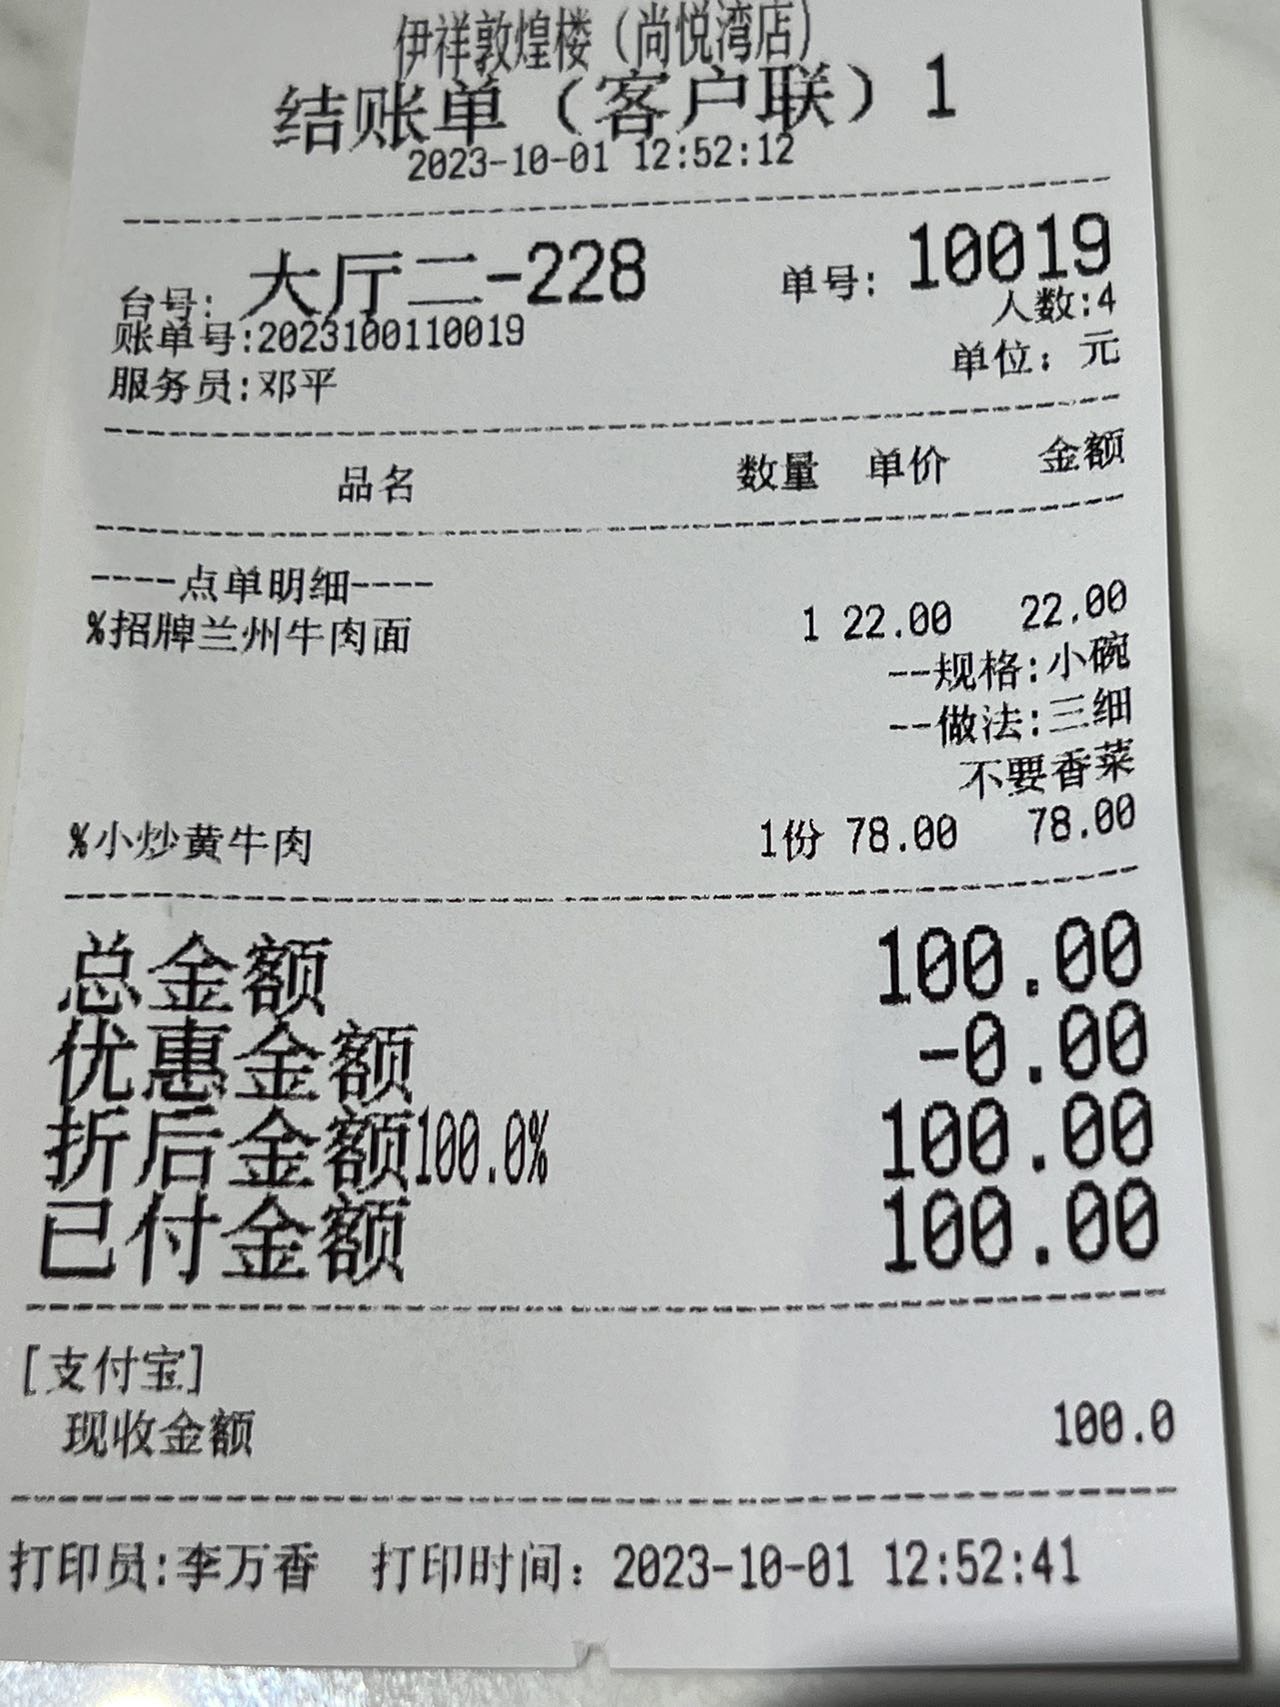 伊祥敦煌楼（尚悦湾店）
结账单（客户联）1
2023-10-01 12:52:12
台号: 大厅二-228 单号: 10019
账单号:2023100110019 人数:4
服务员:邓平 单位: 元
品名 数量 单价 金额
----点单明细----
%招牌兰州牛肉面 1 22.00 22.00
--规格:小碗
--做法:三细
不要香菜
%小炒黄牛肉 1份 78.00 78.00
总金额 100.00
优惠金额 -0.00
折后金额100.0% 100.00
已付金额 100.00
[支付宝]
现收金额 100.0
打印员:李万香 打印时间: 2023-10-01 12:52:41